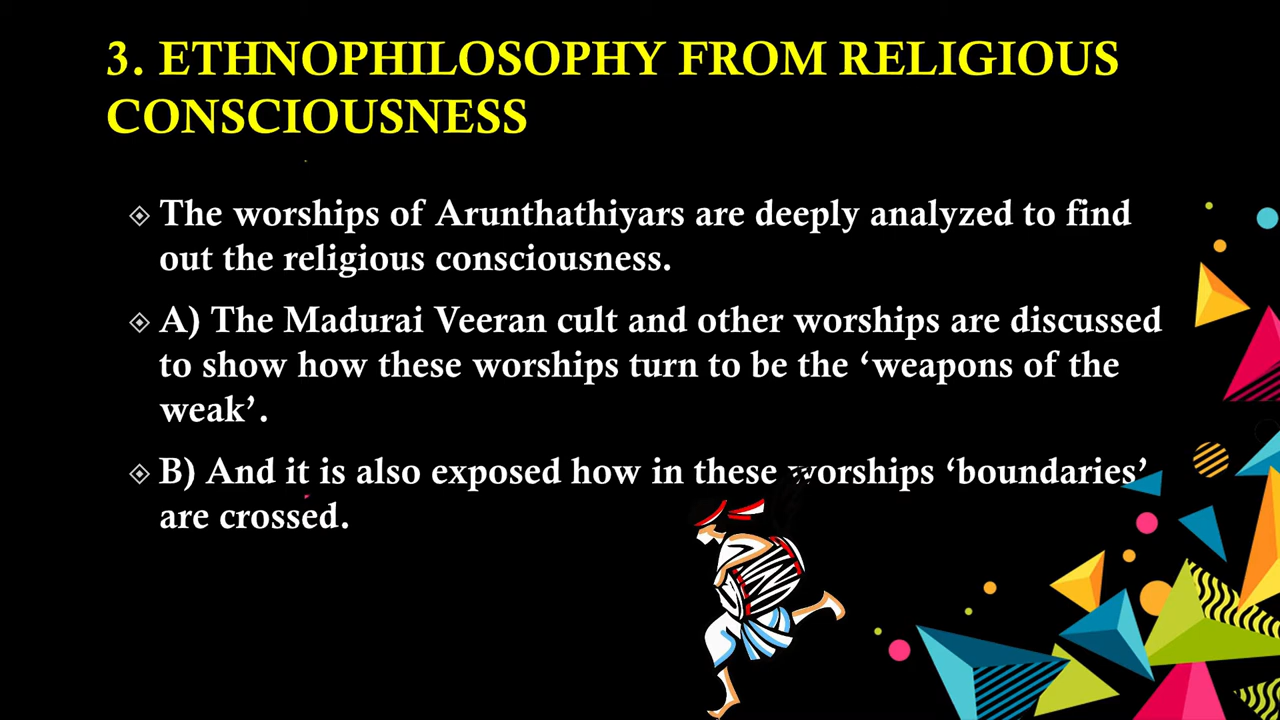 3. ETHNOPHILOSOPHY FROM RELIGIOUS
CONSCIOUSNESS
The worships of Arunthathiyars are deeply analyzed to find
out the religious consciousness.
A) The Madurai Veeran cult and other worships are discussed
to show how these worships turn to be the ‘weapons of the
weak’.
B) And it is also exposed how in these worships ‘boundaries’
are crossed.